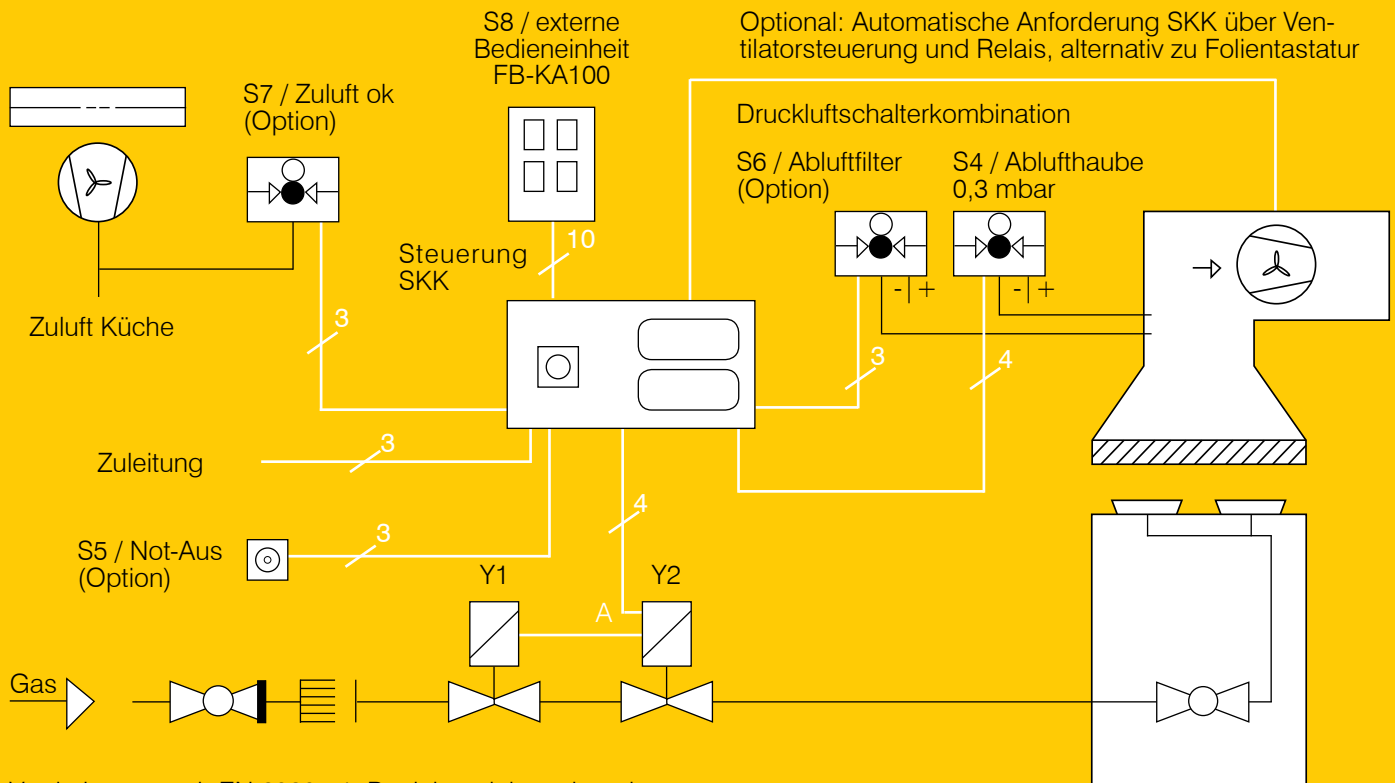 S8 / externe
Bedieneinheit
FB-KA100
Optional: Automatische Anforderung SKK über Ven-
tilatorsteuerung und Relais, alternativ zu Folientastatur
S7 / Zuluft ok
(Option)
Druckluftschalterkombination
S6 / Abluftfilter
(Option)
S4 / Ablufthaube
0,3 mbar
10
Steuerung
SKK
- | +
- | +
Zuluft Küche
3
3
4
Zuleitung
3
4
S5 / Not-Aus
(Option)
3
Y1
Y2
A
Gas